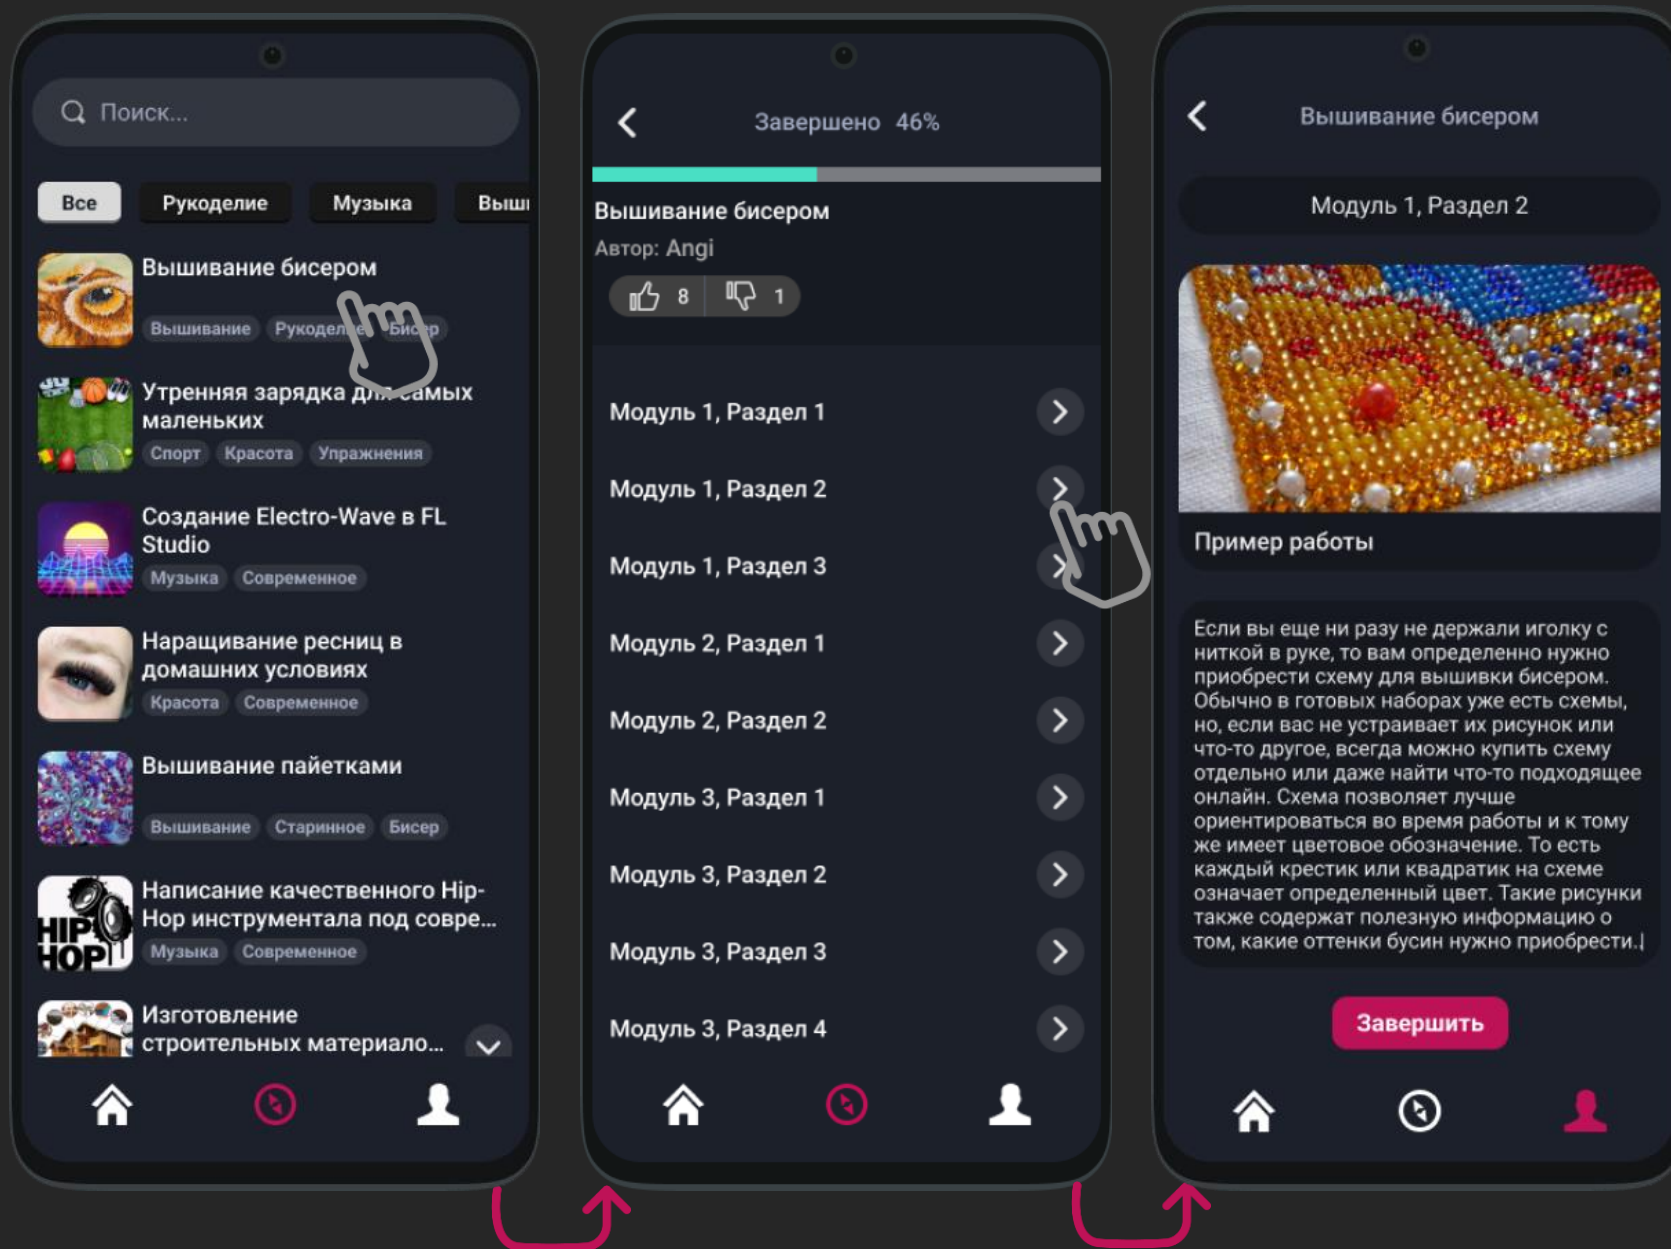 Поиск...
Все
Рукоделие
Музыка
Выши
Вышивание бисером
Вышивание
Рукоделие
Бисер
Утренняя зарядка для самых
маленьких
Спорт
Красота
Упражнения
Создание Electro-Wave в FL
Studio
Музыка
Современное
Наращивание ресниц в
домашних условиях
Красота
Современное
Вышивание пайетками
Вышивание
Старинное
Бисер
HIP
HOP
Написание качественного Hip-
Hop инструментала под совре...
Музыка
Современное
Изготовление
строительных материало...
Завершено 46%
Вышивание бисером
Автор: Angi
8
1
Модуль 1, Раздел 1
Модуль 1, Раздел 2
Модуль 1, Раздел 3
Модуль 2, Раздел 1
Модуль 2, Раздел 2
Модуль 3, Раздел 1
Модуль 3, Раздел 2
Модуль 3, Раздел 3
Модуль 3, Раздел 4
Вышивание бисером
Модуль 1, Раздел 2
Пример работы
Если вы еще ни разу не держали иголку с
ниткой в руке, то вам определенно нужно
приобрести схему для вышивки бисером.
Обычно в готовых наборах уже есть схемы,
но, если вас не устраивает их рисунок или
что-то другое, всегда можно купить схему
отдельно или даже найти что-то подходящее
онлайн. Схема позволяет лучше
ориентироваться во время работы и к тому
же имеет цветовое обозначение. То есть
каждый крестик или квадратик на схеме
означает определенный цвет. Такие рисунки
также содержат полезную информацию о
том, какие оттенки бусин нужно приобрести.
Завершить